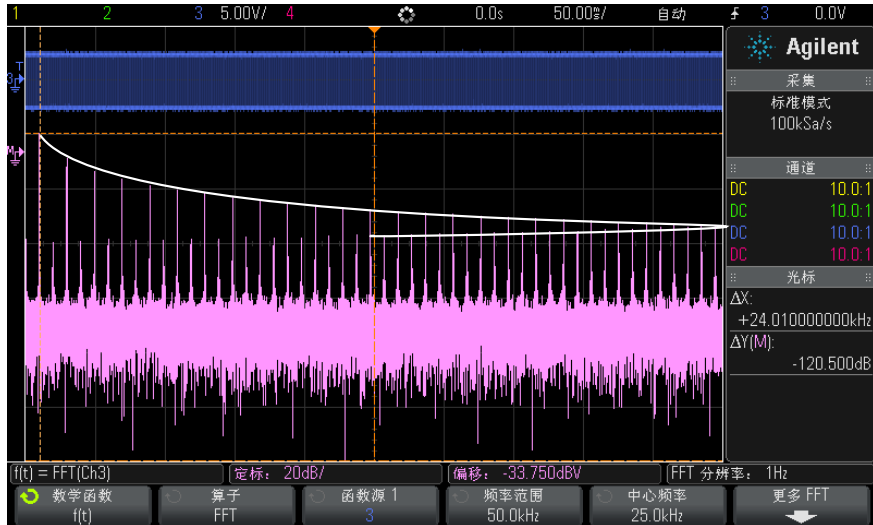 1 2 3 5.00V/ 4 0.0s 50.00ms/ 自动 3 0.0V
T
3
M
Agilent
采集
标准模式
100kSa/s
通道
DC 10.0:1
DC 10.0:1
DC 10.0:1
DC 10.0:1
光标
ΔX:
+24.010000000kHz
ΔY(M):
-120.500dB
f(t) = FFT(Ch3) 定标: 20dB/ 偏移: -33.750dBV FFT 分辨率: 1Hz
数学函数 算子 函数源 1 频率范围 中心频率 更多 FFT
f(t) FFT 3 50.0kHz 25.0kHz